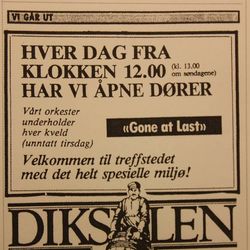 VI GÅR UT
HVER DAG FRA
KLOKKEN 12.00 (kl. 13.00
om søndagene)
HAR VI ÅPNE DØRER
Vårt orkester
underholder
hver kveld
(unntatt tirsdag)
«Gone at Last»
Velkommen til treffstedet
med det helt spesielle miljø!